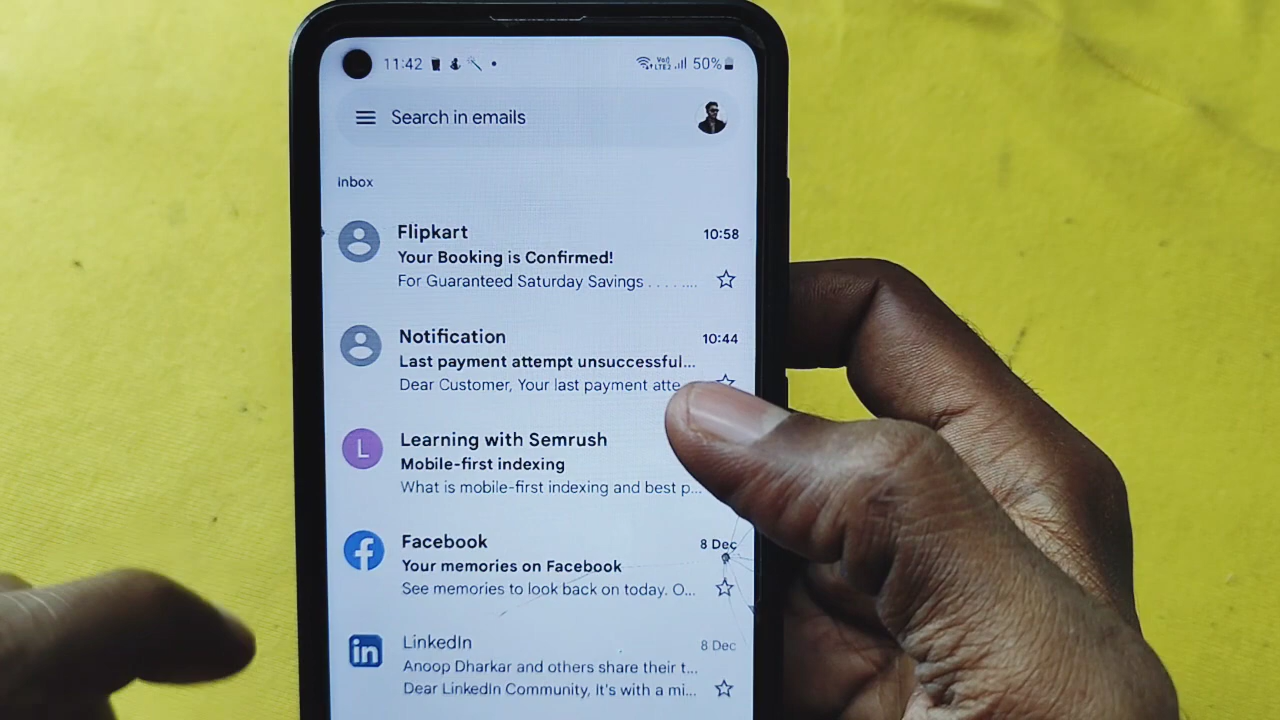 11:42
VoLTE2 50%
Search in emails
Inbox
Flipkart 10:58
Your Booking is Confirmed!
For Guaranteed Saturday Savings . . . . ....
Notification 10:44
Last payment attempt unsuccessful...
Dear Customer, Your last payment atte
L
Learning with Semrush
Mobile-first indexing
What is mobile-first indexing and best p...
Facebook 8 Dec
Your memories on Facebook
See memories to look back on today. O...
in
LinkedIn 8 Dec
Anoop Dharkar and others share their t...
Dear LinkedIn Community, It's with a mi...